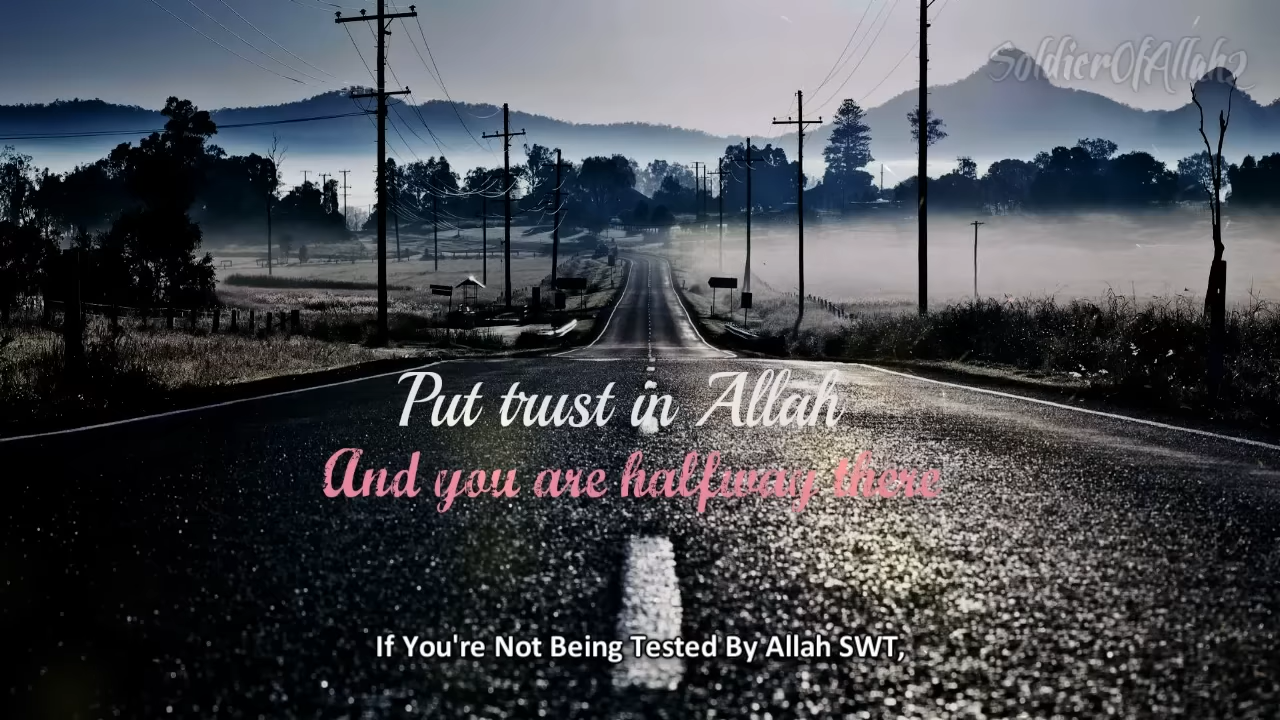 SoldierOfAllah2
Put trust in Allah
And you are halfway there
If You're Not Being Tested By Allah SWT,